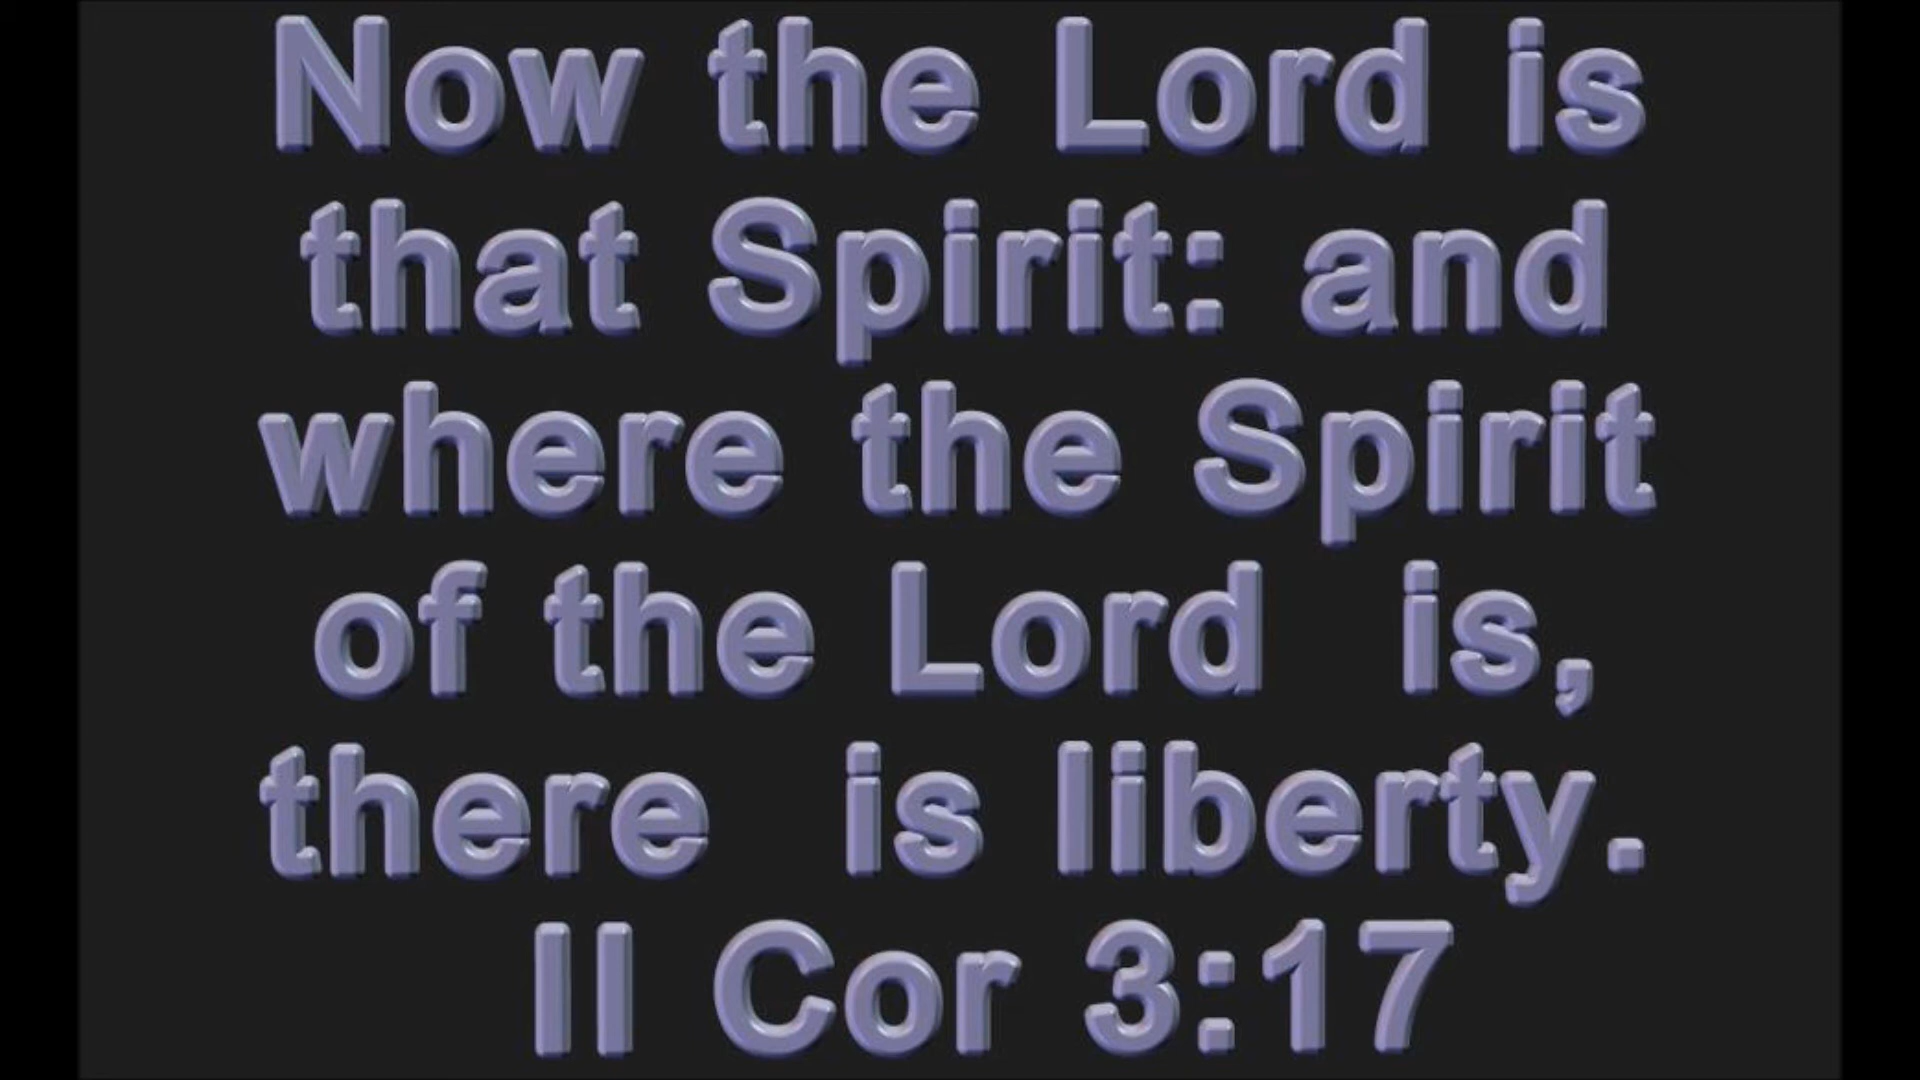 Now the Lord is
that Spirit: and
where the Spirit
of the Lord is,
there is liberty.
II Cor 3:17